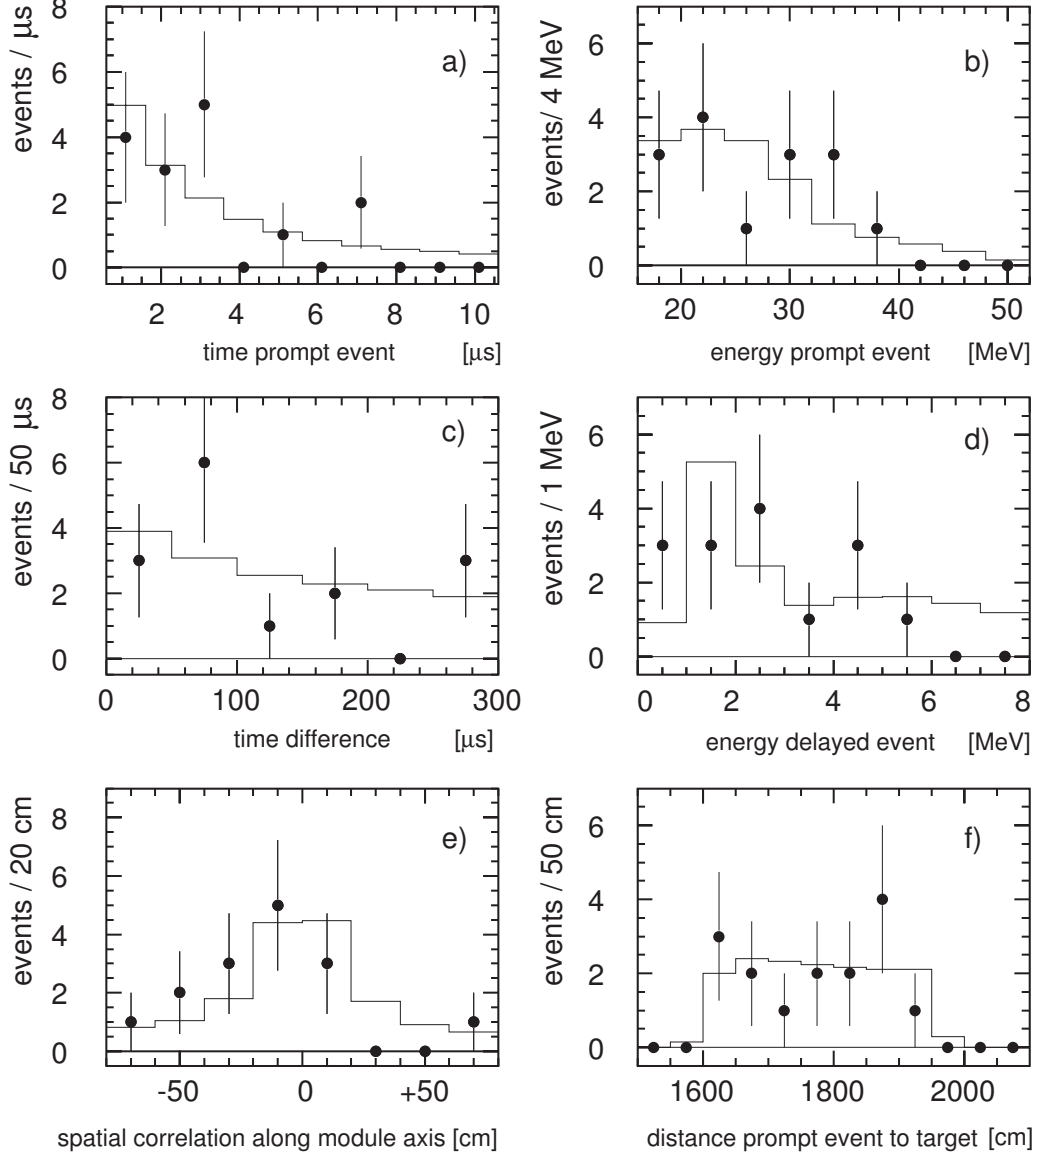 events / μs
8
6
4
2
0
a)
2
4
6
8
10
time prompt event [μs]
events/ 4 MeV
6
4
2
0
b)
20
30
40
50
energy prompt event [MeV]
events / 50 μs
8
6
4
2
0
c)
0
100
200
300
time difference [μs]
events / 1 MeV
6
4
2
0
d)
0
2
4
6
8
energy delayed event [MeV]
events / 20 cm
8
6
4
2
0
e)
-50
0
+50
spatial correlation along module axis [cm]
events / 50 cm
6
4
2
0
f)
1600
1800
2000
distance prompt event to target [cm]